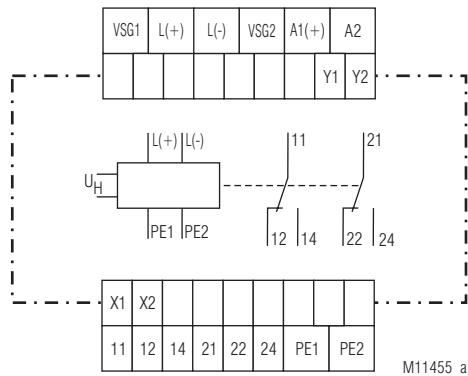 VSG1 L(+) L(-) VSG2 A1(+) A2
Y1 Y2
L(+) L(-) 11 21
UH
PE1 PE2 12 14 22 24
X1 X2
11 12 14 21 22 24 PE1 PE2
M11455_a